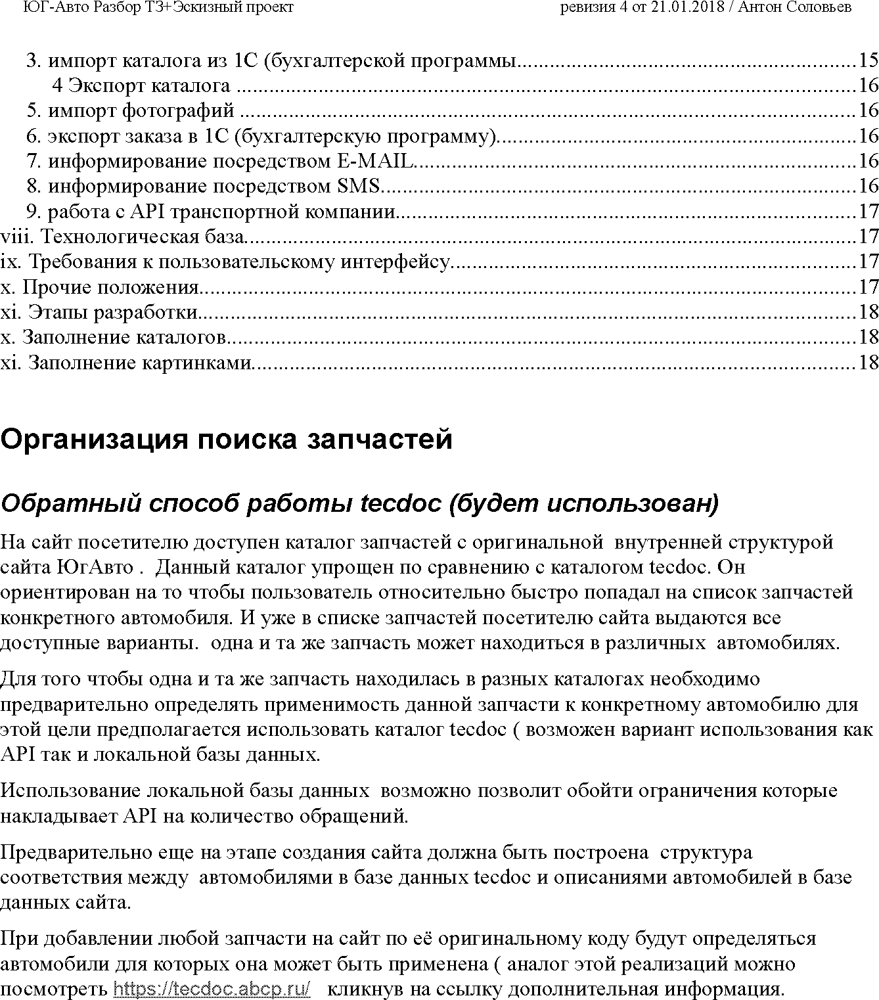 ЮГ-Авто Разбор ТЗ+Эскизный проект ревизия 4 от 21.01.2018 / Антон Соловьев
3. импорт каталога из 1С (бухгалтерской программы...............15
4 Экспорт каталога ...............16
5. импорт фотографий ...............16
6. экспорт заказа в 1С (бухгалтерскую программу)...............16
7. информирование посредством E-MAIL...............16
8. информирование посредством SMS...............16
9. работа с API транспортной компании...............17
viii. Технологическая база...............17
ix. Требования к пользовательскому интерфейсу...............17
x. Прочие положения...............17
xi. Этапы разработки...............18
x. Заполнение каталогов...............18
xi. Заполнение картинками...............18
Организация поиска запчастей
Обратный способ работы tecdoc (будет использован)
На сайт посетителю доступен каталог запчастей с оригинальной  внутренней структурой
сайта ЮгАвто .  Данный каталог упрощен по сравнению с каталогом tecdoc. Он
ориентирован на то чтобы пользователь относительно быстро попадал на список запчастей
конкретного автомобиля. И уже в списке запчастей посетителю сайта выдаются все
доступные варианты.  одна и та же запчасть может находиться в различных  автомобилях.
Для того чтобы одна и та же запчасть находилась в разных каталогах необходимо
предварительно определять применимость данной запчасти к конкретному автомобилю для
этой цели предполагается использовать каталог tecdoc ( возможен вариант использования как
API так и локальной базы данных.
Использование локальной базы данных  возможно позволит обойти ограничения которые
накладывает API на количество обращений.
Предварительно еще на этапе создания сайта должна быть построена  структура
соответствия между  автомобилями в базе данных tecdoc и описаниями автомобилей в базе
данных сайта.
При добавлении любой запчасти на сайт по её оригинальному коду будут определяться
автомобили для которых она может быть применена ( аналог этой реализаций можно
посмотреть https://tecdoc.abcp.ru/   кликнув на ссылку дополнительная информация.